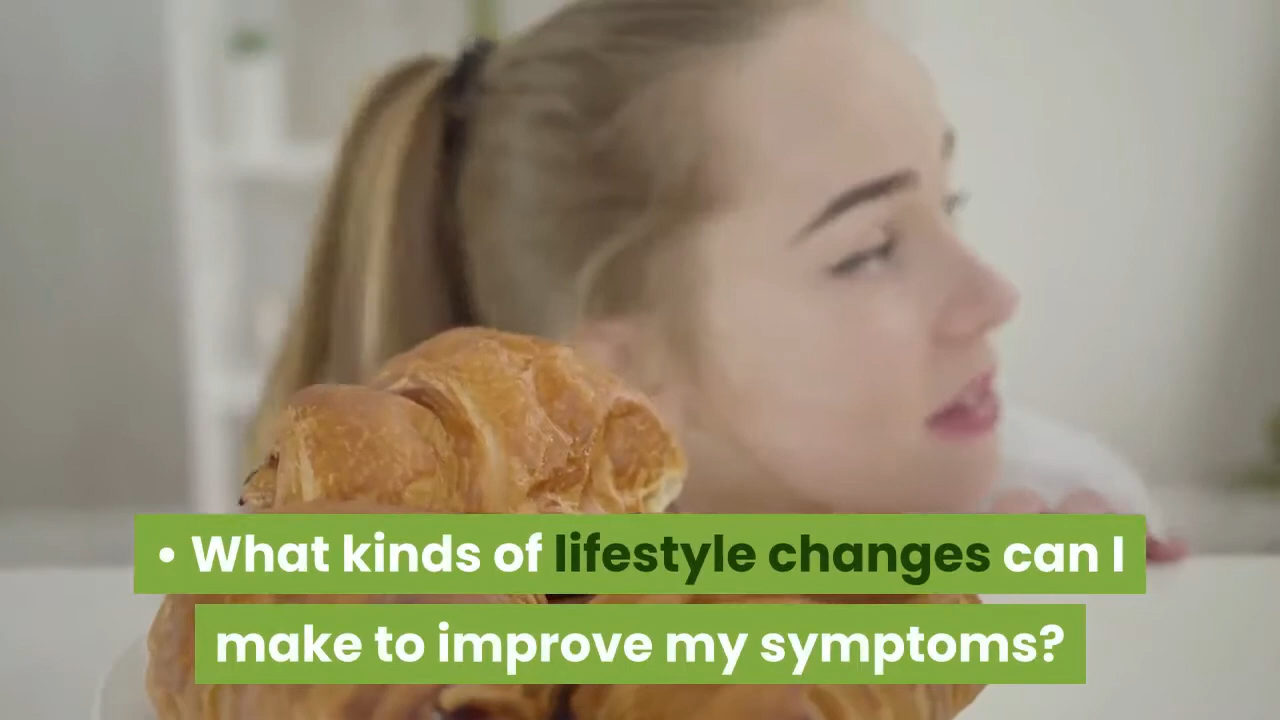 • What kinds of lifestyle changes can I
make to improve my symptoms?